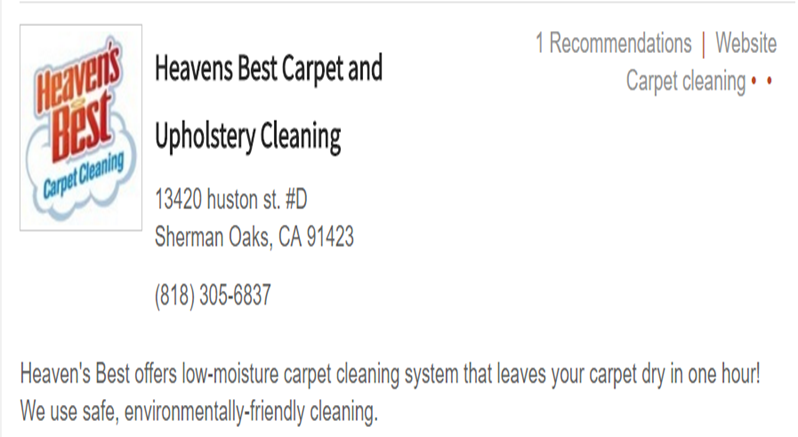 Heaven's
Best
Carpet Cleaning
Heavens Best Carpet and
Upholstery Cleaning
13420 huston st. #D
Sherman Oaks, CA 91423
(818) 305-6837
1 Recommendations | Website
Carpet cleaning • •
Heaven's Best offers low-moisture carpet cleaning system that leaves your carpet dry in one hour!
We use safe, environmentally-friendly cleaning.